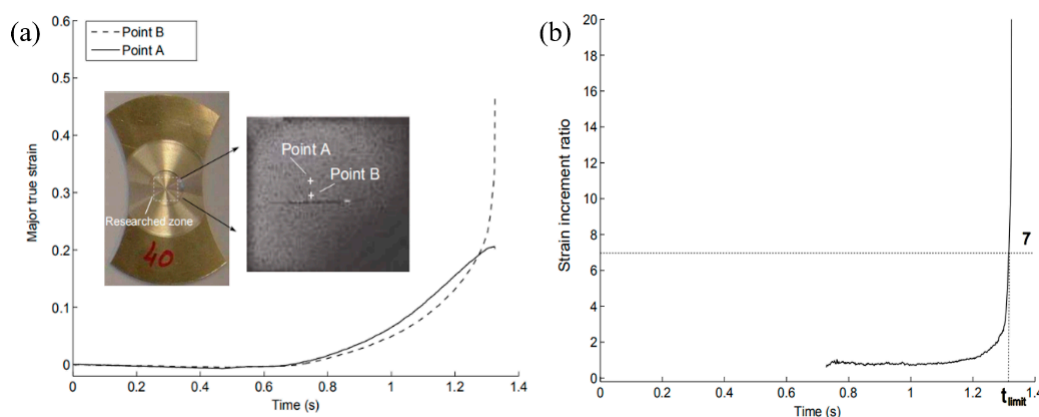 (a)
Point B
Point A
Major true strain
0.6
0.5
0.4
0.3
0.2
0.1
0
0 0.2 0.4 0.6 0.8 1 1.2 1.4
Time (s)
Researched zone
40
Point A
Point B
(b)
Strain increment ratio
20
18
16
14
12
10
8
6
4
2
0
7
0 0.2 0.4 0.6 0.8 1 1.2 1.4
t limit
Time (s)